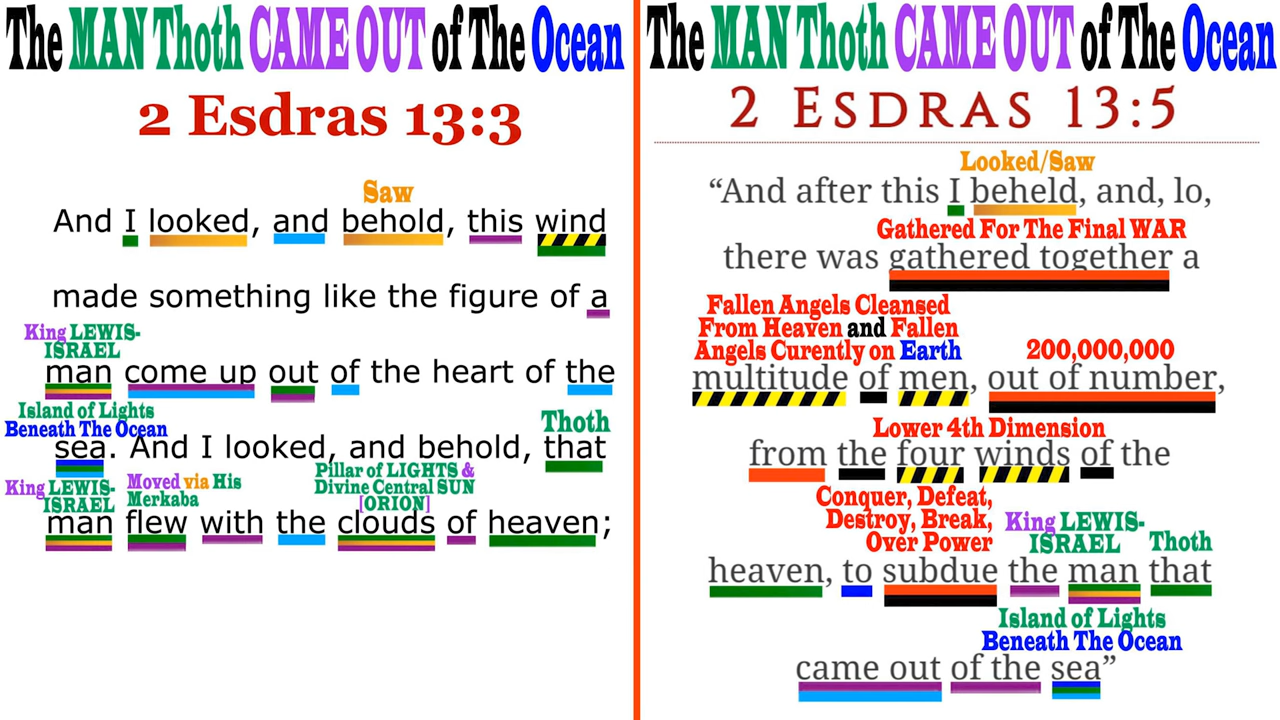 The MAN Thoth CAME OUT of The Ocean
2 Esdras 13:3
Saw
And I looked, and behold, this wind
made something like the figure of a
King LEWIS-
ISRAEL
man come up out of the heart of the
Island of Lights
Beneath The Ocean
Thoth
sea. And I looked, and behold, that
King LEWIS-
ISRAEL
Moved via His
Merkaba
Pillar of LIGHTS &
Divine Central SUN
[ORION]
man flew with the clouds of heaven;
The MAN Thoth CAME OUT of The Ocean
2 ESDRAS 13:5
Looked/Saw
“And after this I beheld, and, lo,
Gathered For The Final WAR
there was gathered together a
Fallen Angels Cleansed
From Heaven and Fallen
Angels Curently on Earth
200,000,000
multitude of men, out of number,
Lower 4th Dimension
from the four winds of the
Conquer, Defeat,
Destroy, Break,
Over Power
King LEWIS-
ISRAEL
Thoth
heaven, to subdue the man that
Island of Lights
Beneath The Ocean
came out of the sea”